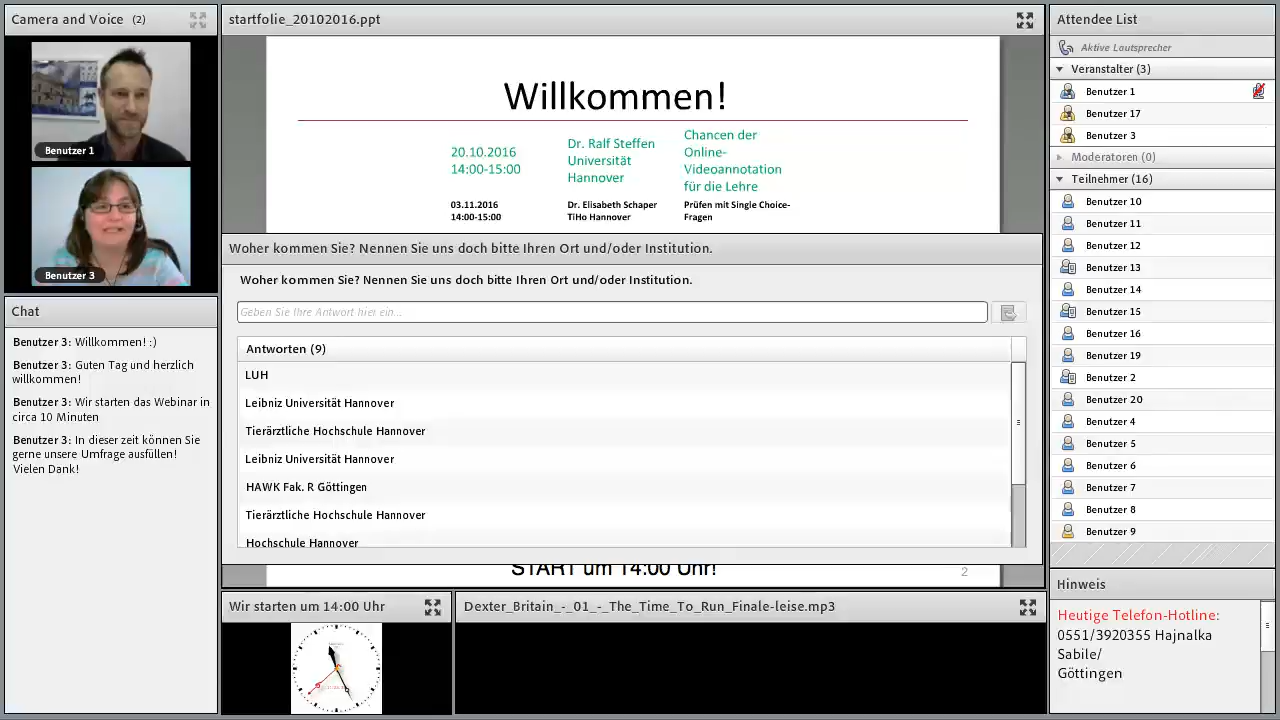 Camera and Voice (2)
Benutzer 1
Benutzer 3
Chat
Benutzer 3: Willkommen! :)
Benutzer 3: Guten Tag und herzlich
willkommen!
Benutzer 3: Wir starten das Webinar in
circa 10 Minuten
Benutzer 3: In dieser zeit können Sie
gerne unsere Umfrage ausfüllen!
Vielen Dank!
startfolie_20102016.ppt
Willkommen!
20.10.2016
14:00-15:00
Dr. Ralf Steffen
Universität
Hannover
Chancen der
Online-
Videoannotation
für die Lehre
03.11.2016
14:00-15:00
Dr. Elisabeth Schaper
TiHo Hannover
Prüfen mit Single Choice-
Fragen
Woher kommen Sie? Nennen Sie uns doch bitte Ihren Ort und/oder Institution.
Woher kommen Sie? Nennen Sie uns doch bitte Ihren Ort und/oder Institution.
Geben Sie Ihre Antwort hier ein...
Antworten (9)
LUH
Leibniz Universität Hannover
Tierärztliche Hochschule Hannover
Leibniz Universität Hannover
HAWK Fak. R Göttingen
Tierärztliche Hochschule Hannover
Hochschule Hannover
START um 14:00 Uhr!
2
Wir starten um 14:00 Uhr
Dexter_Britain_-_01_-_The_Time_To_Run_Finale-leise.mp3
Attendee List
Aktive Lautsprecher
Veranstalter (3)
Benutzer 1
Benutzer 17
Benutzer 3
Moderatoren (0)
Teilnehmer (16)
Benutzer 10
Benutzer 11
Benutzer 12
Benutzer 13
Benutzer 14
Benutzer 15
Benutzer 16
Benutzer 19
Benutzer 2
Benutzer 20
Benutzer 4
Benutzer 5
Benutzer 6
Benutzer 7
Benutzer 8
Benutzer 9
Hinweis
Heutige Telefon-Hotline:
0551/3920355 Hajnalka
Sabile/
Göttingen